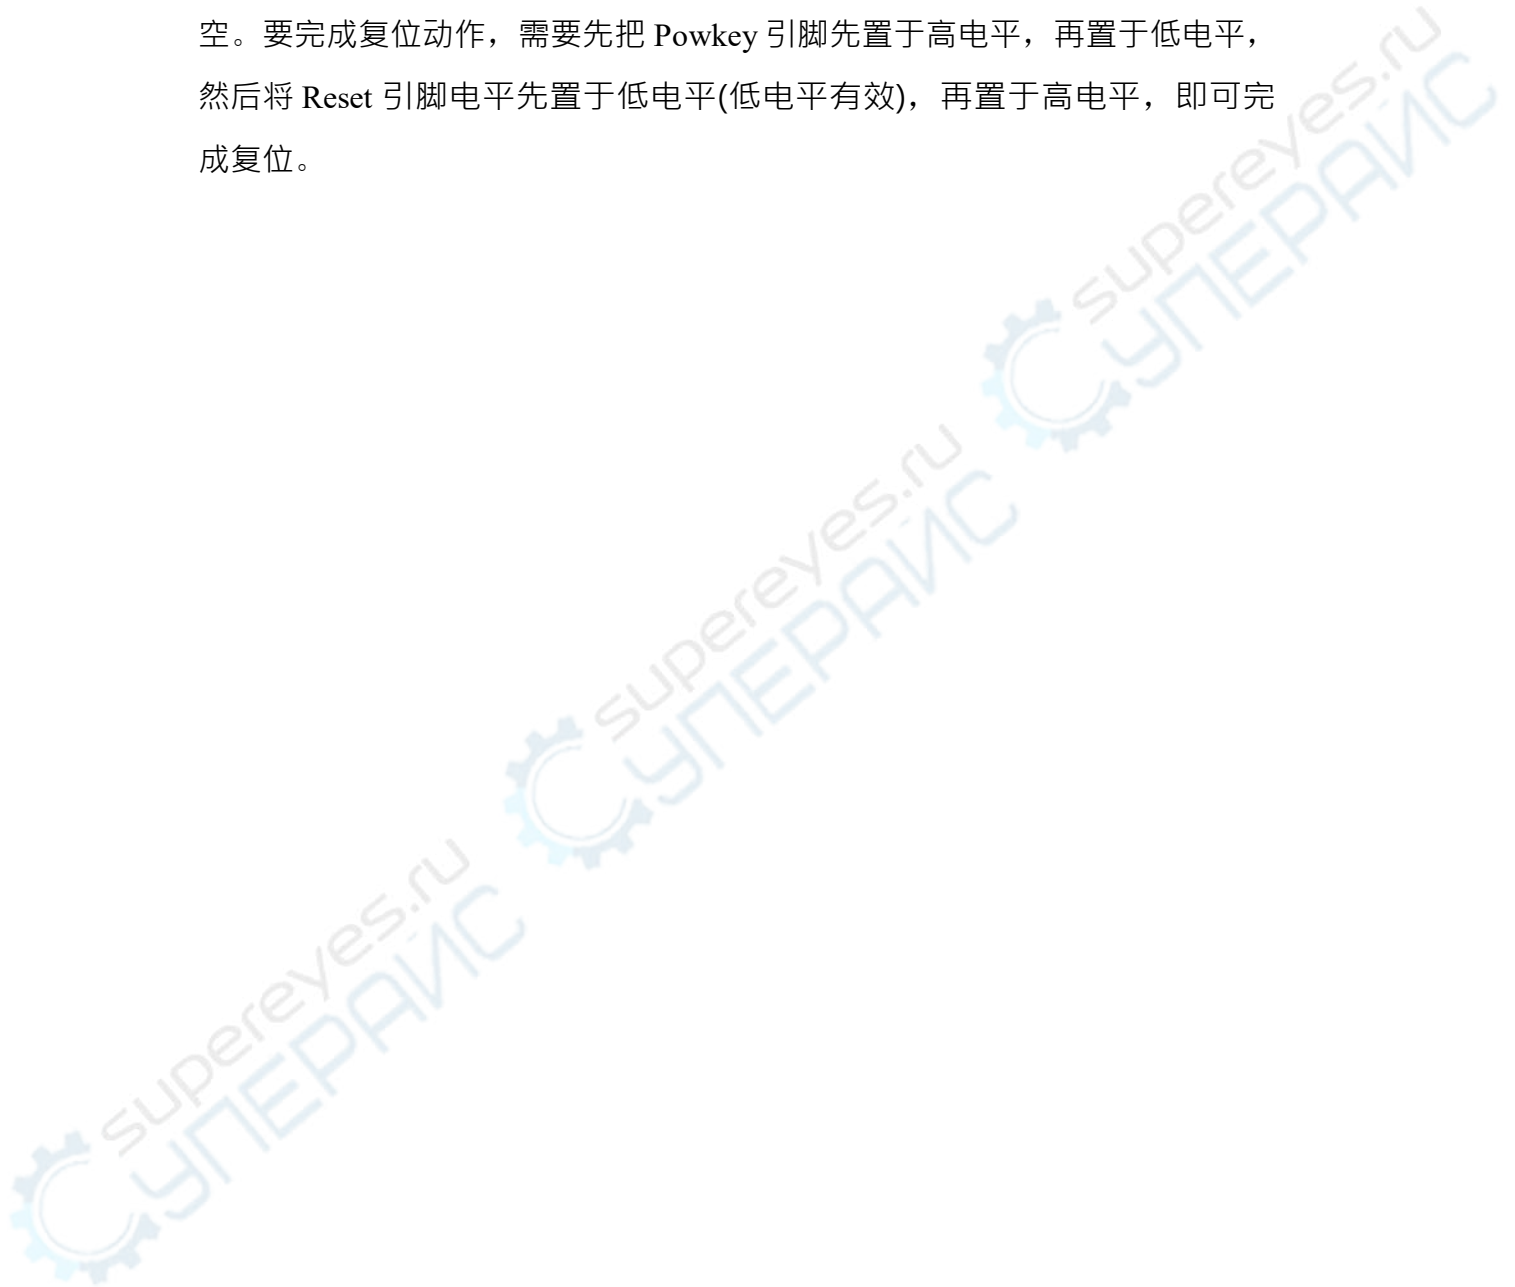 空。要完成复位动作，需要先把 Powkey 引脚先置于高电平，再置于低电平，
然后将 Reset 引脚电平先置于低电平(低电平有效)，再置于高电平，即可完
成复位。
supereyes.ru
СУПЕРАЙС
supereyes.ru
СУПЕРАЙС
supereyes.ru
СУПЕРАЙС